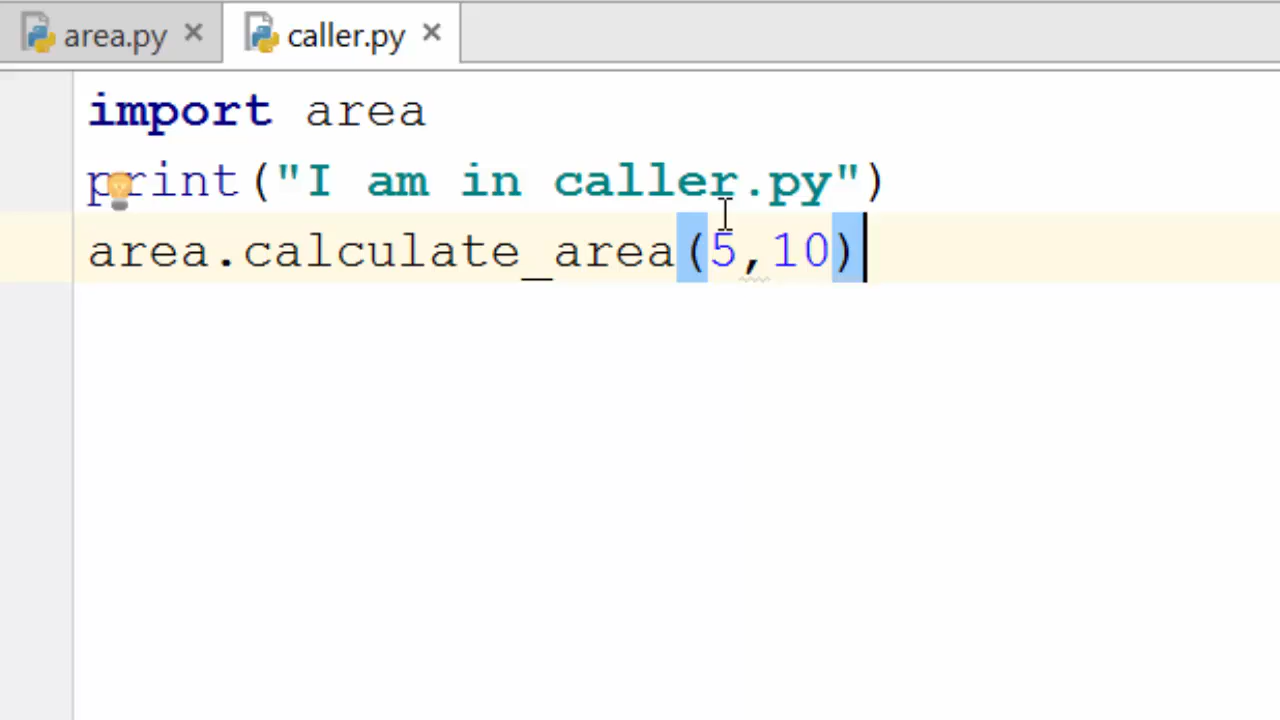 area.py caller.py
import area
print("I am in caller.py")
area.calculate_area(5,10)